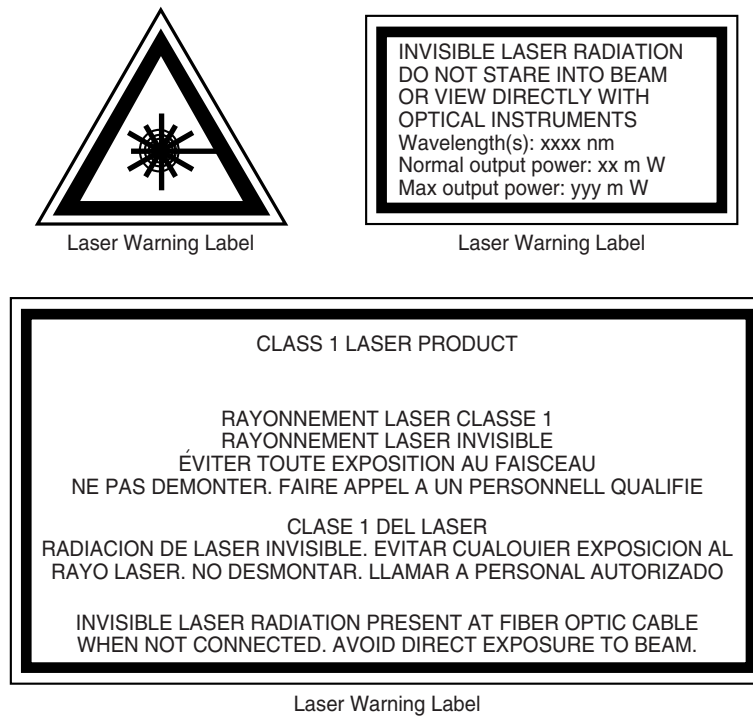 Laser Warning Label
INVISIBLE LASER RADIATION
DO NOT STARE INTO BEAM
OR VIEW DIRECTLY WITH
OPTICAL INSTRUMENTS
Wavelength(s): xxxx nm
Normal output power: xx m W
Max output power: yyy m W
Laser Warning Label
CLASS 1 LASER PRODUCT
RAYONNEMENT LASER CLASSE 1
RAYONNEMENT LASER INVISIBLE
ÉVITER TOUTE EXPOSITION AU FAISCEAU
NE PAS DEMONTER. FAIRE APPEL A UN PERSONNELL QUALIFIE
CLASE 1 DEL LASER
RADIACION DE LASER INVISIBLE. EVITAR CUALOUIER EXPOSICION AL
RAYO LASER. NO DESMONTAR. LLAMAR A PERSONAL AUTORIZADO
INVISIBLE LASER RADIATION PRESENT AT FIBER OPTIC CABLE
WHEN NOT CONNECTED. AVOID DIRECT EXPOSURE TO BEAM.
Laser Warning Label